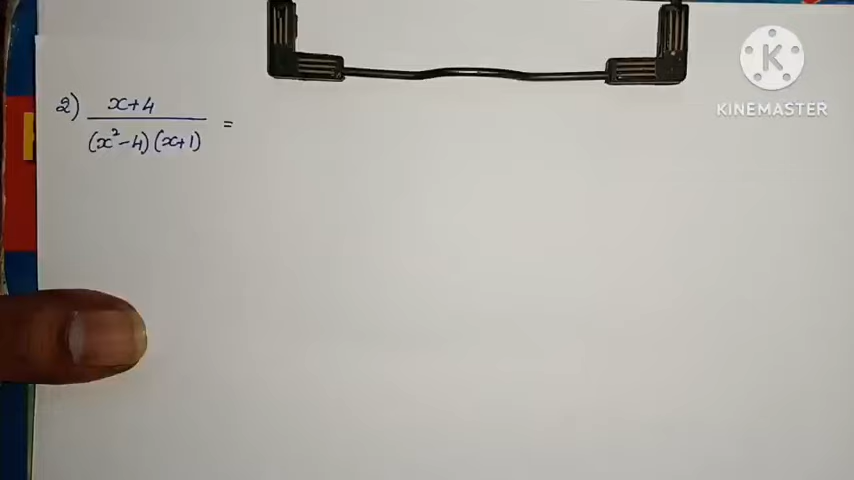 2) x+4 / (x²-4)(x+1) =
K
KINEMASTER